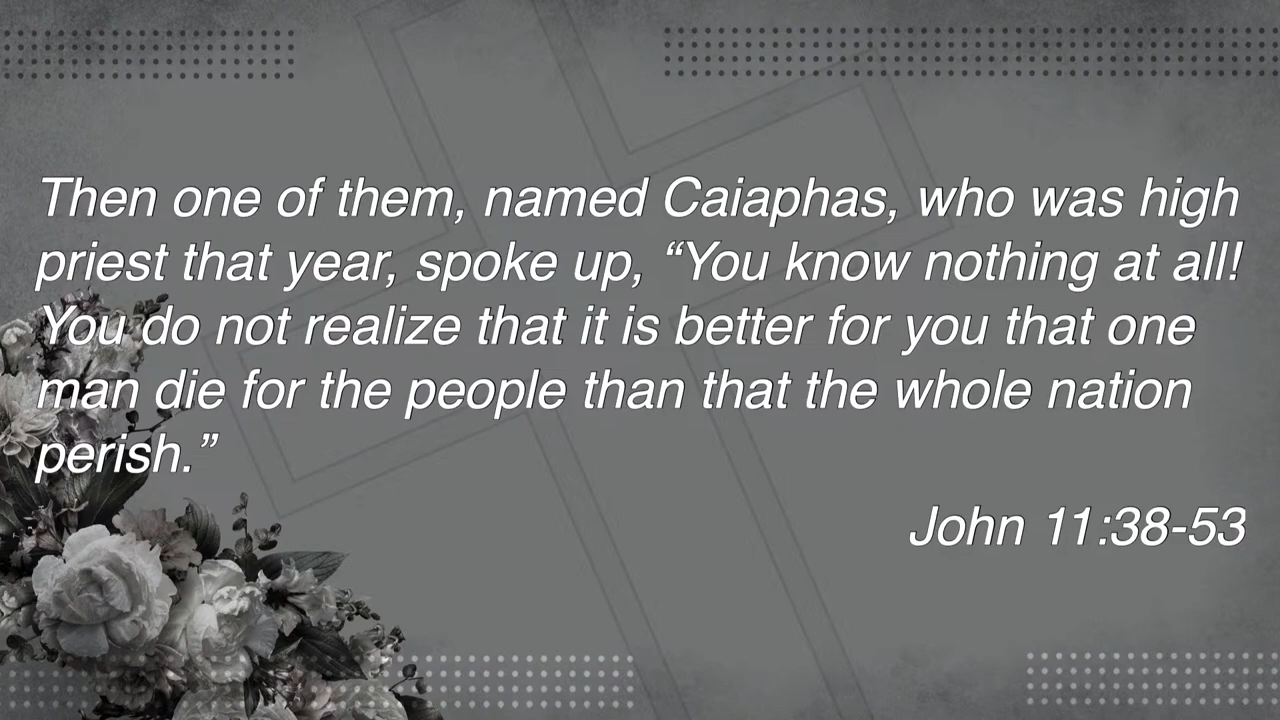 Then one of them, named Caiaphas, who was high
priest that year, spoke up, “You know nothing at all!
You do not realize that it is better for you that one
man die for the people than that the whole nation
perish.”
John 11:38-53